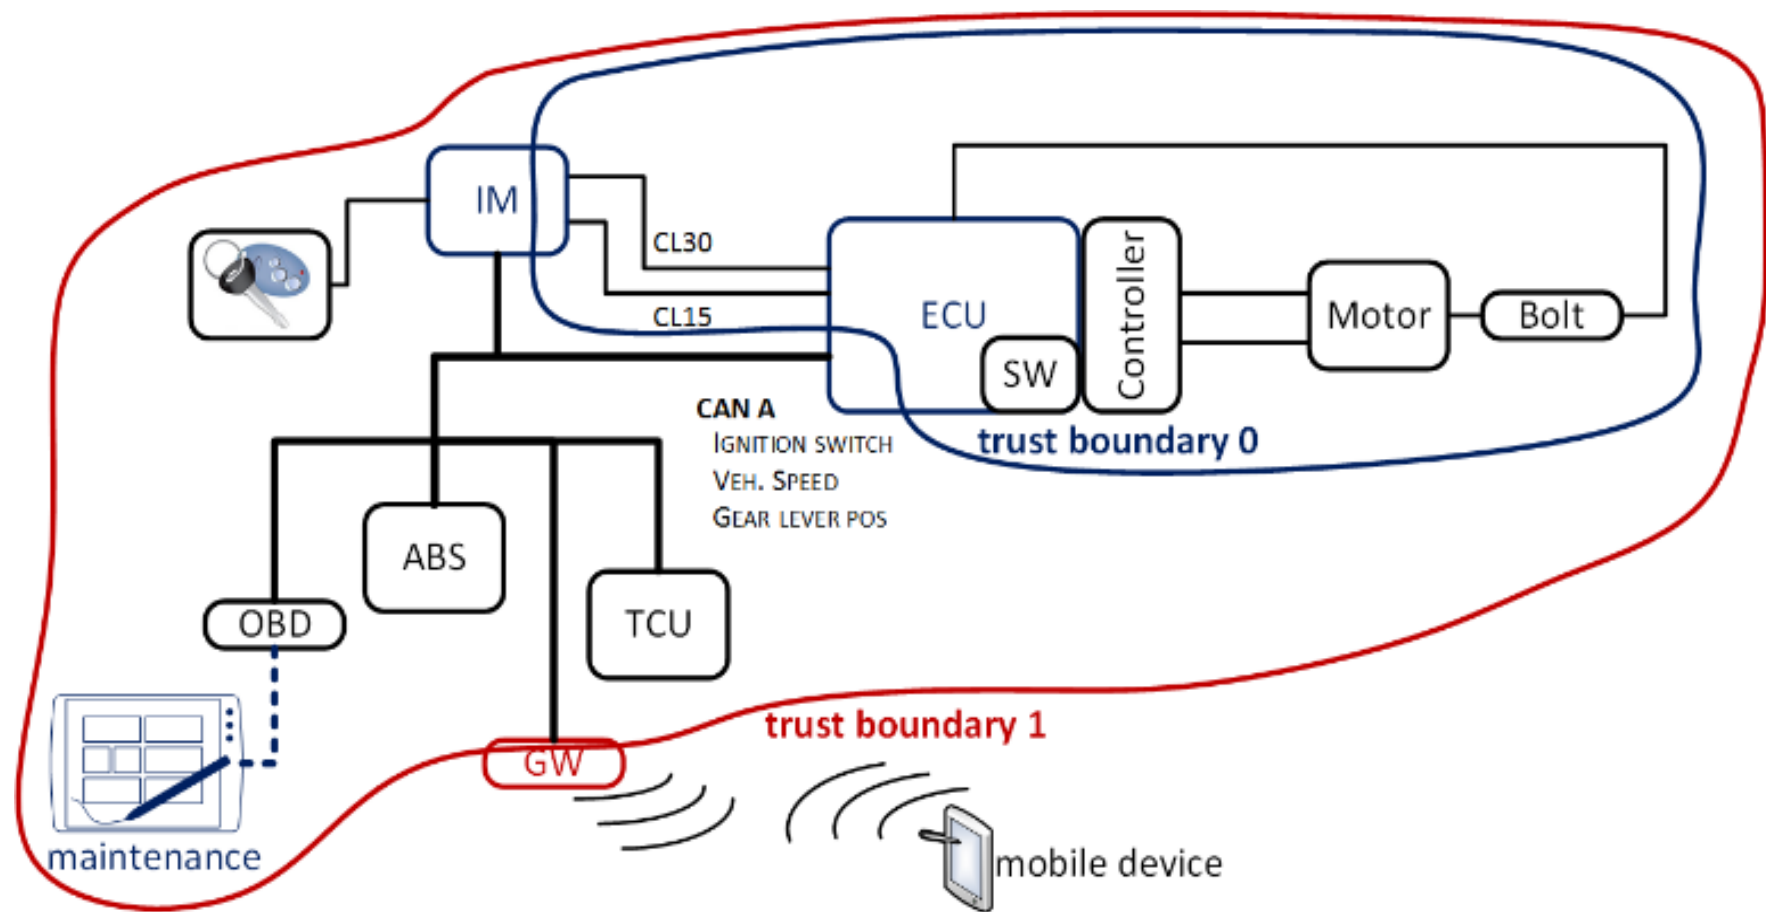 IM
CL30
CL15
ECU
SW
Controller
Motor
Bolt
CAN A
IGNITION SWITCH
VEH. SPEED
GEAR LEVER POS
trust boundary 0
ABS
OBD
TCU
trust boundary 1
GW
maintenance
mobile device